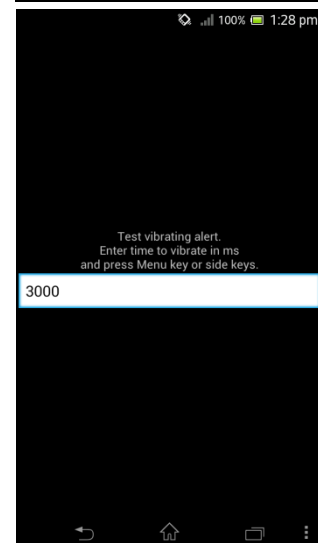 100% 1:28 pm
Test vibrating alert.
Enter time to vibrate in ms
and press Menu key or side keys.
3000